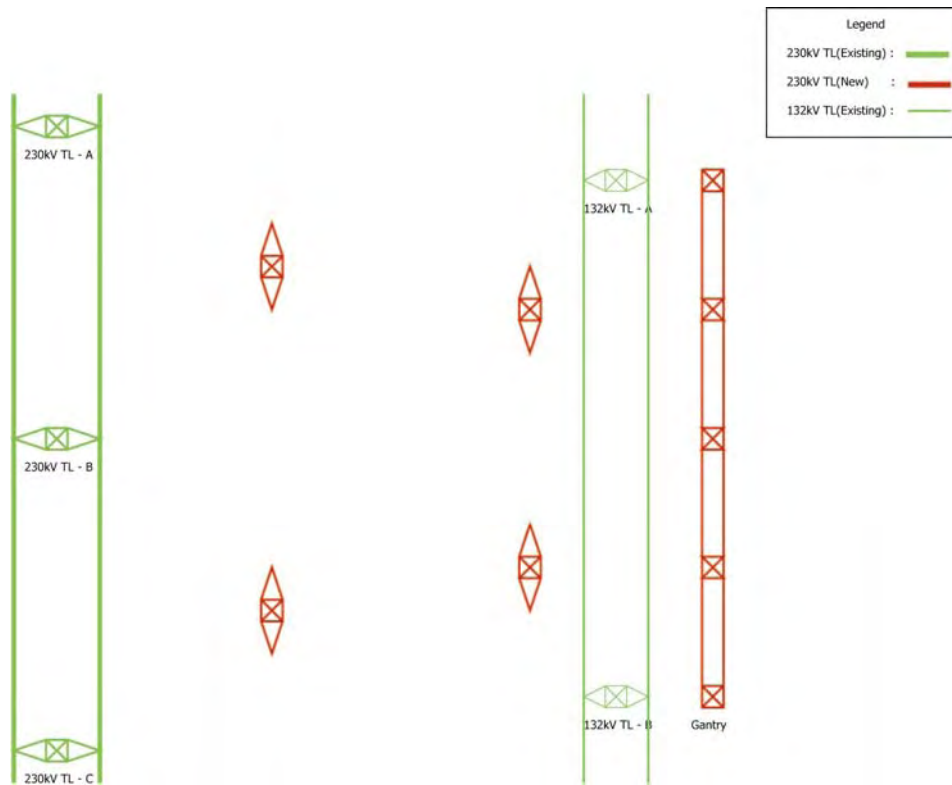 Legend
230kV TL(Existing) :
230kV TL(New) :
132kV TL(Existing) :
230kV TL - A
132kV TL - A
230kV TL - B
132kV TL - B
Gantry
230kV TL - C